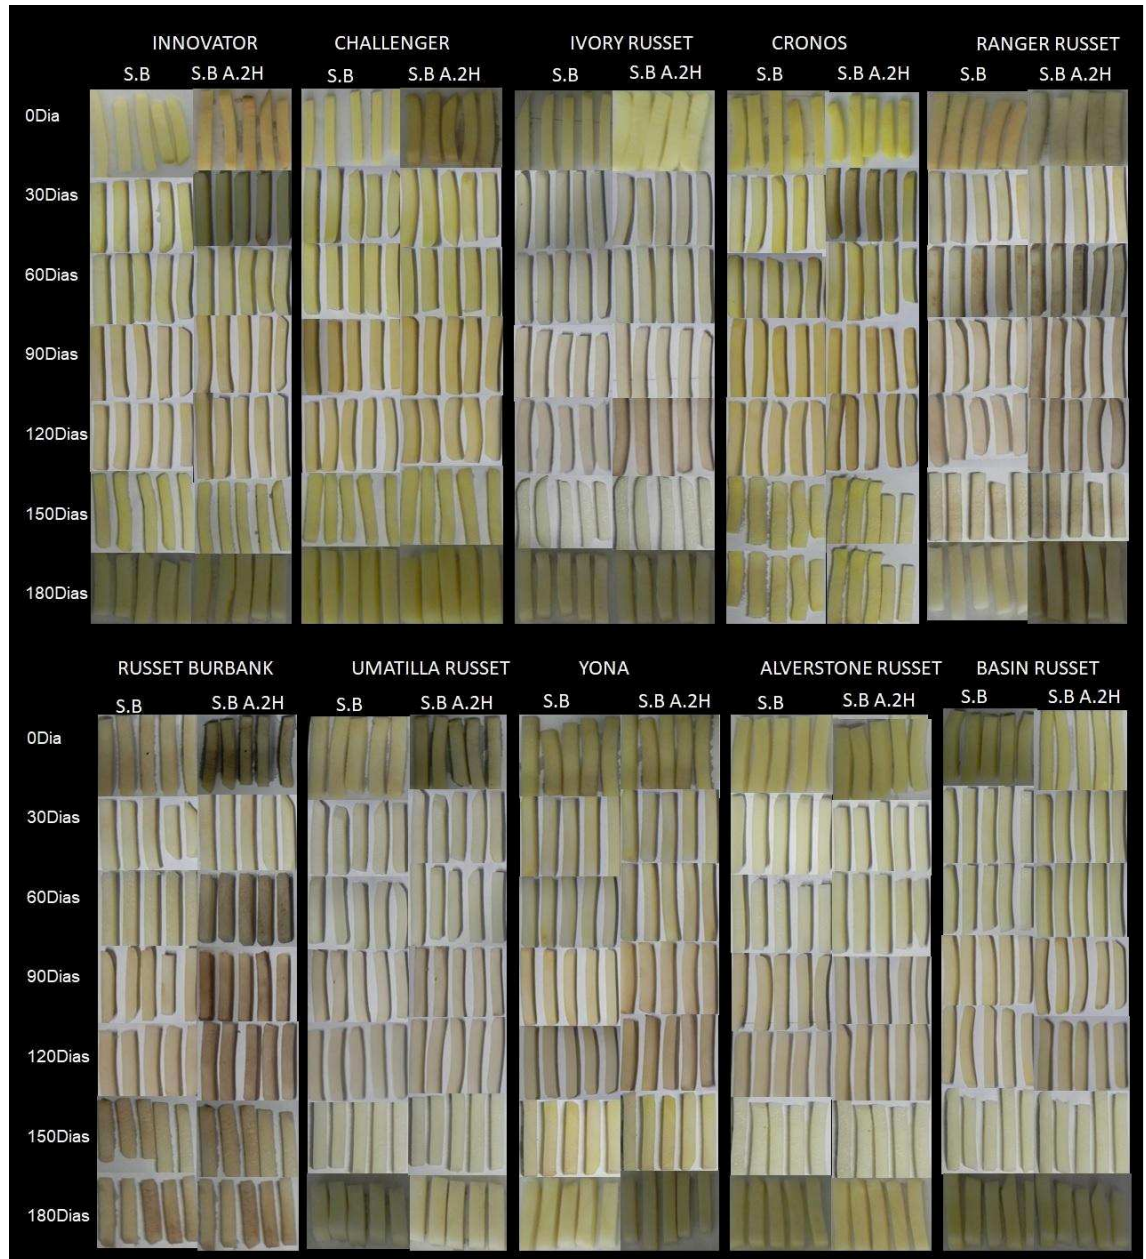 INNOVATOR CHALLENGER IVORY RUSSET CRONOS RANGER RUSSET
S.B S.B A.2H S.B S.B A.2H S.B S.B A.2H S.B S.B A.2H S.B S.B A.2H
0Dia
30Dias
60Dias
90Dias
120Dias
150Dias
180Dias
RUSSET BURBANK UMATILLA RUSSET YONA ALVERSTONE RUSSET BASIN RUSSET
S.B S.B A.2H S.B S.B A.2H S.B S.B A.2H S.B S.B A.2H S.B S.B A.2H
0Dia
30Dias
60Dias
90Dias
120Dias
150Dias
180Dias